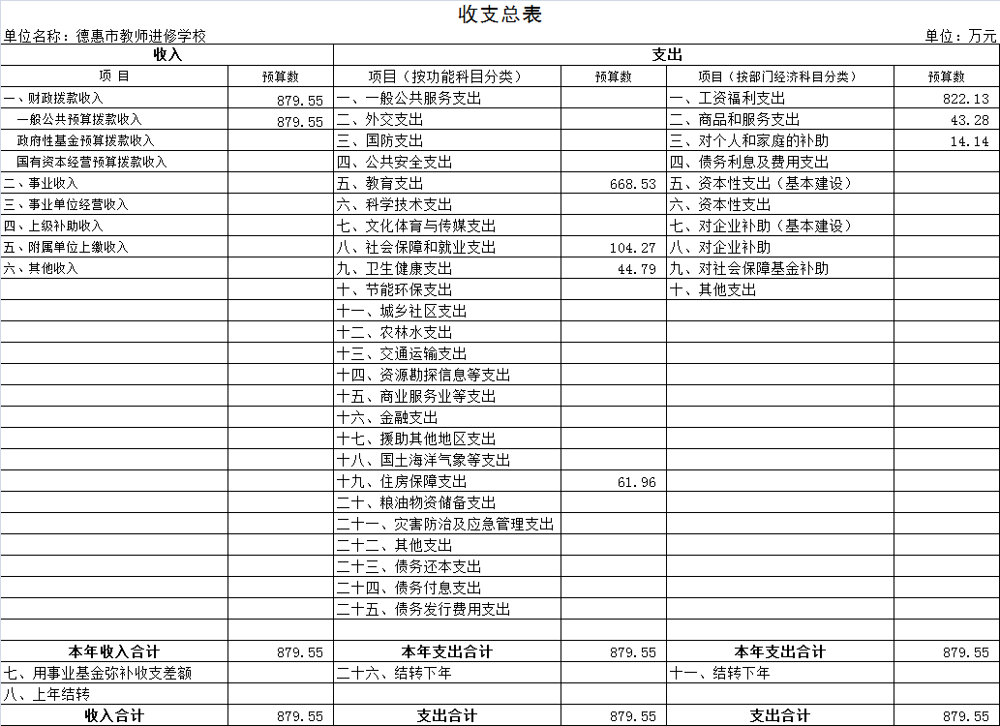 收支总表
单位名称：德惠市教师进修学校 单位：万元
收入 支出
项 目 预算数 项目（按功能科目分类） 预算数 项目（按部门经济科目分类） 预算数
一、财政拨款收入 879.55 一、一般公共服务支出 一、工资福利支出 822.13
一般公共预算拨款收入 879.55 二、外交支出 二、商品和服务支出 43.28
政府性基金预算拨款收入 三、国防支出 三、对个人和家庭的补助 14.14
国有资本经营预算拨款收入 四、公共安全支出 四、债务利息及费用支出
二、事业收入 五、教育支出 668.53 五、资本性支出（基本建设）
三、事业单位经营收入 六、科学技术支出 六、资本性支出
四、上级补助收入 七、文化体育与传媒支出 七、对企业补助（基本建设）
五、附属单位上缴收入 八、社会保障和就业支出 104.27 八、对企业补助
六、其他收入 九、卫生健康支出 44.79 九、对社会保障基金补助
十、节能环保支出 十、其他支出
十一、城乡社区支出
十二、农林水支出
十三、交通运输支出
十四、资源勘探信息等支出
十五、商业服务业等支出
十六、金融支出
十七、援助其他地区支出
十八、国土海洋气象等支出
十九、住房保障支出 61.96
二十、粮油物资储备支出
二十一、灾害防治及应急管理支出
二十二、其他支出
二十三、债务还本支出
二十四、债务付息支出
二十五、债务发行费用支出
本年收入合计 879.55 本年支出合计 879.55 本年支出合计 879.55
七、用事业基金弥补收支差额 二十六、结转下年 十一、结转下年
八、上年结转
收入合计 879.55 支出合计 879.55 支出合计 879.55